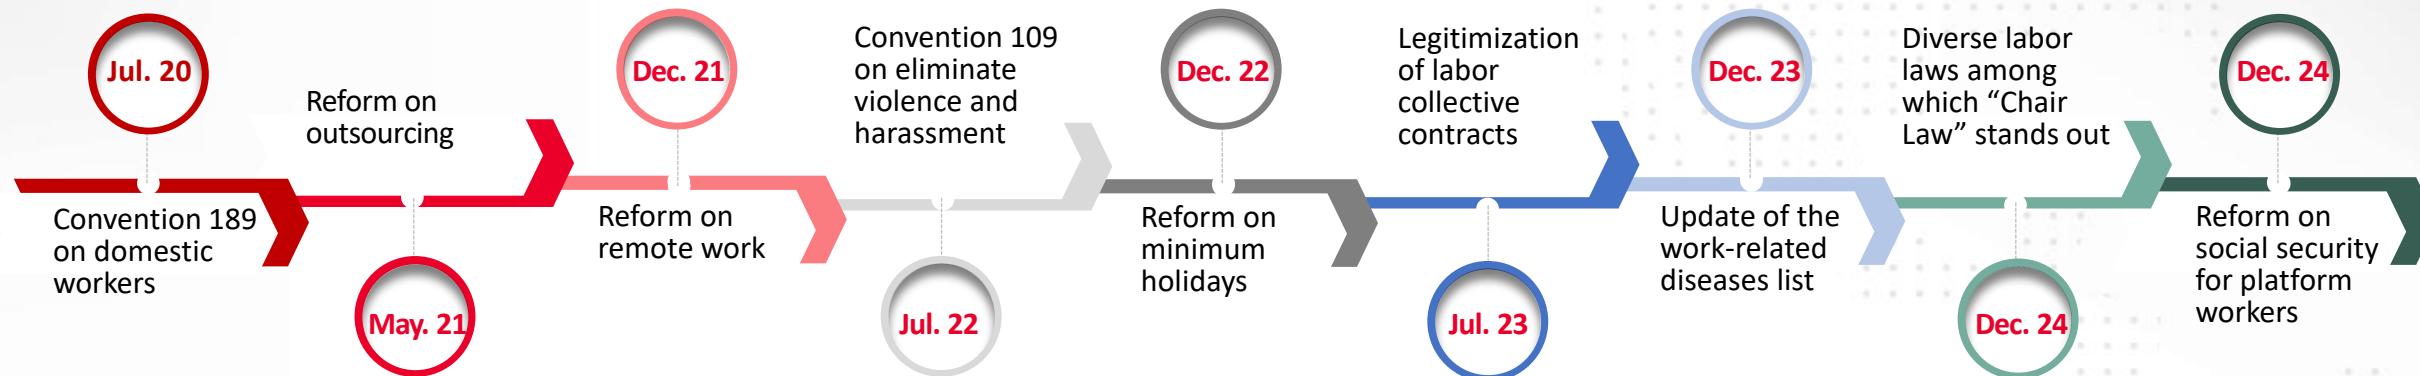 Jul. 20
Convention 189
on domestic
workers
Reform on
outsourcing
May. 21
Dec. 21
Reform on
remote work
Convention 109
on eliminate
violence and
harassment
Jul. 22
Dec. 22
Reform on
minimum
holidays
Legitimization
of labor
collective
contracts
Jul. 23
Dec. 23
Update of the
work-related
diseases list
Diverse labor
laws among
which “Chair
Law” stands out
Dec. 24
Dec. 24
Reform on
social security
for platform
workers